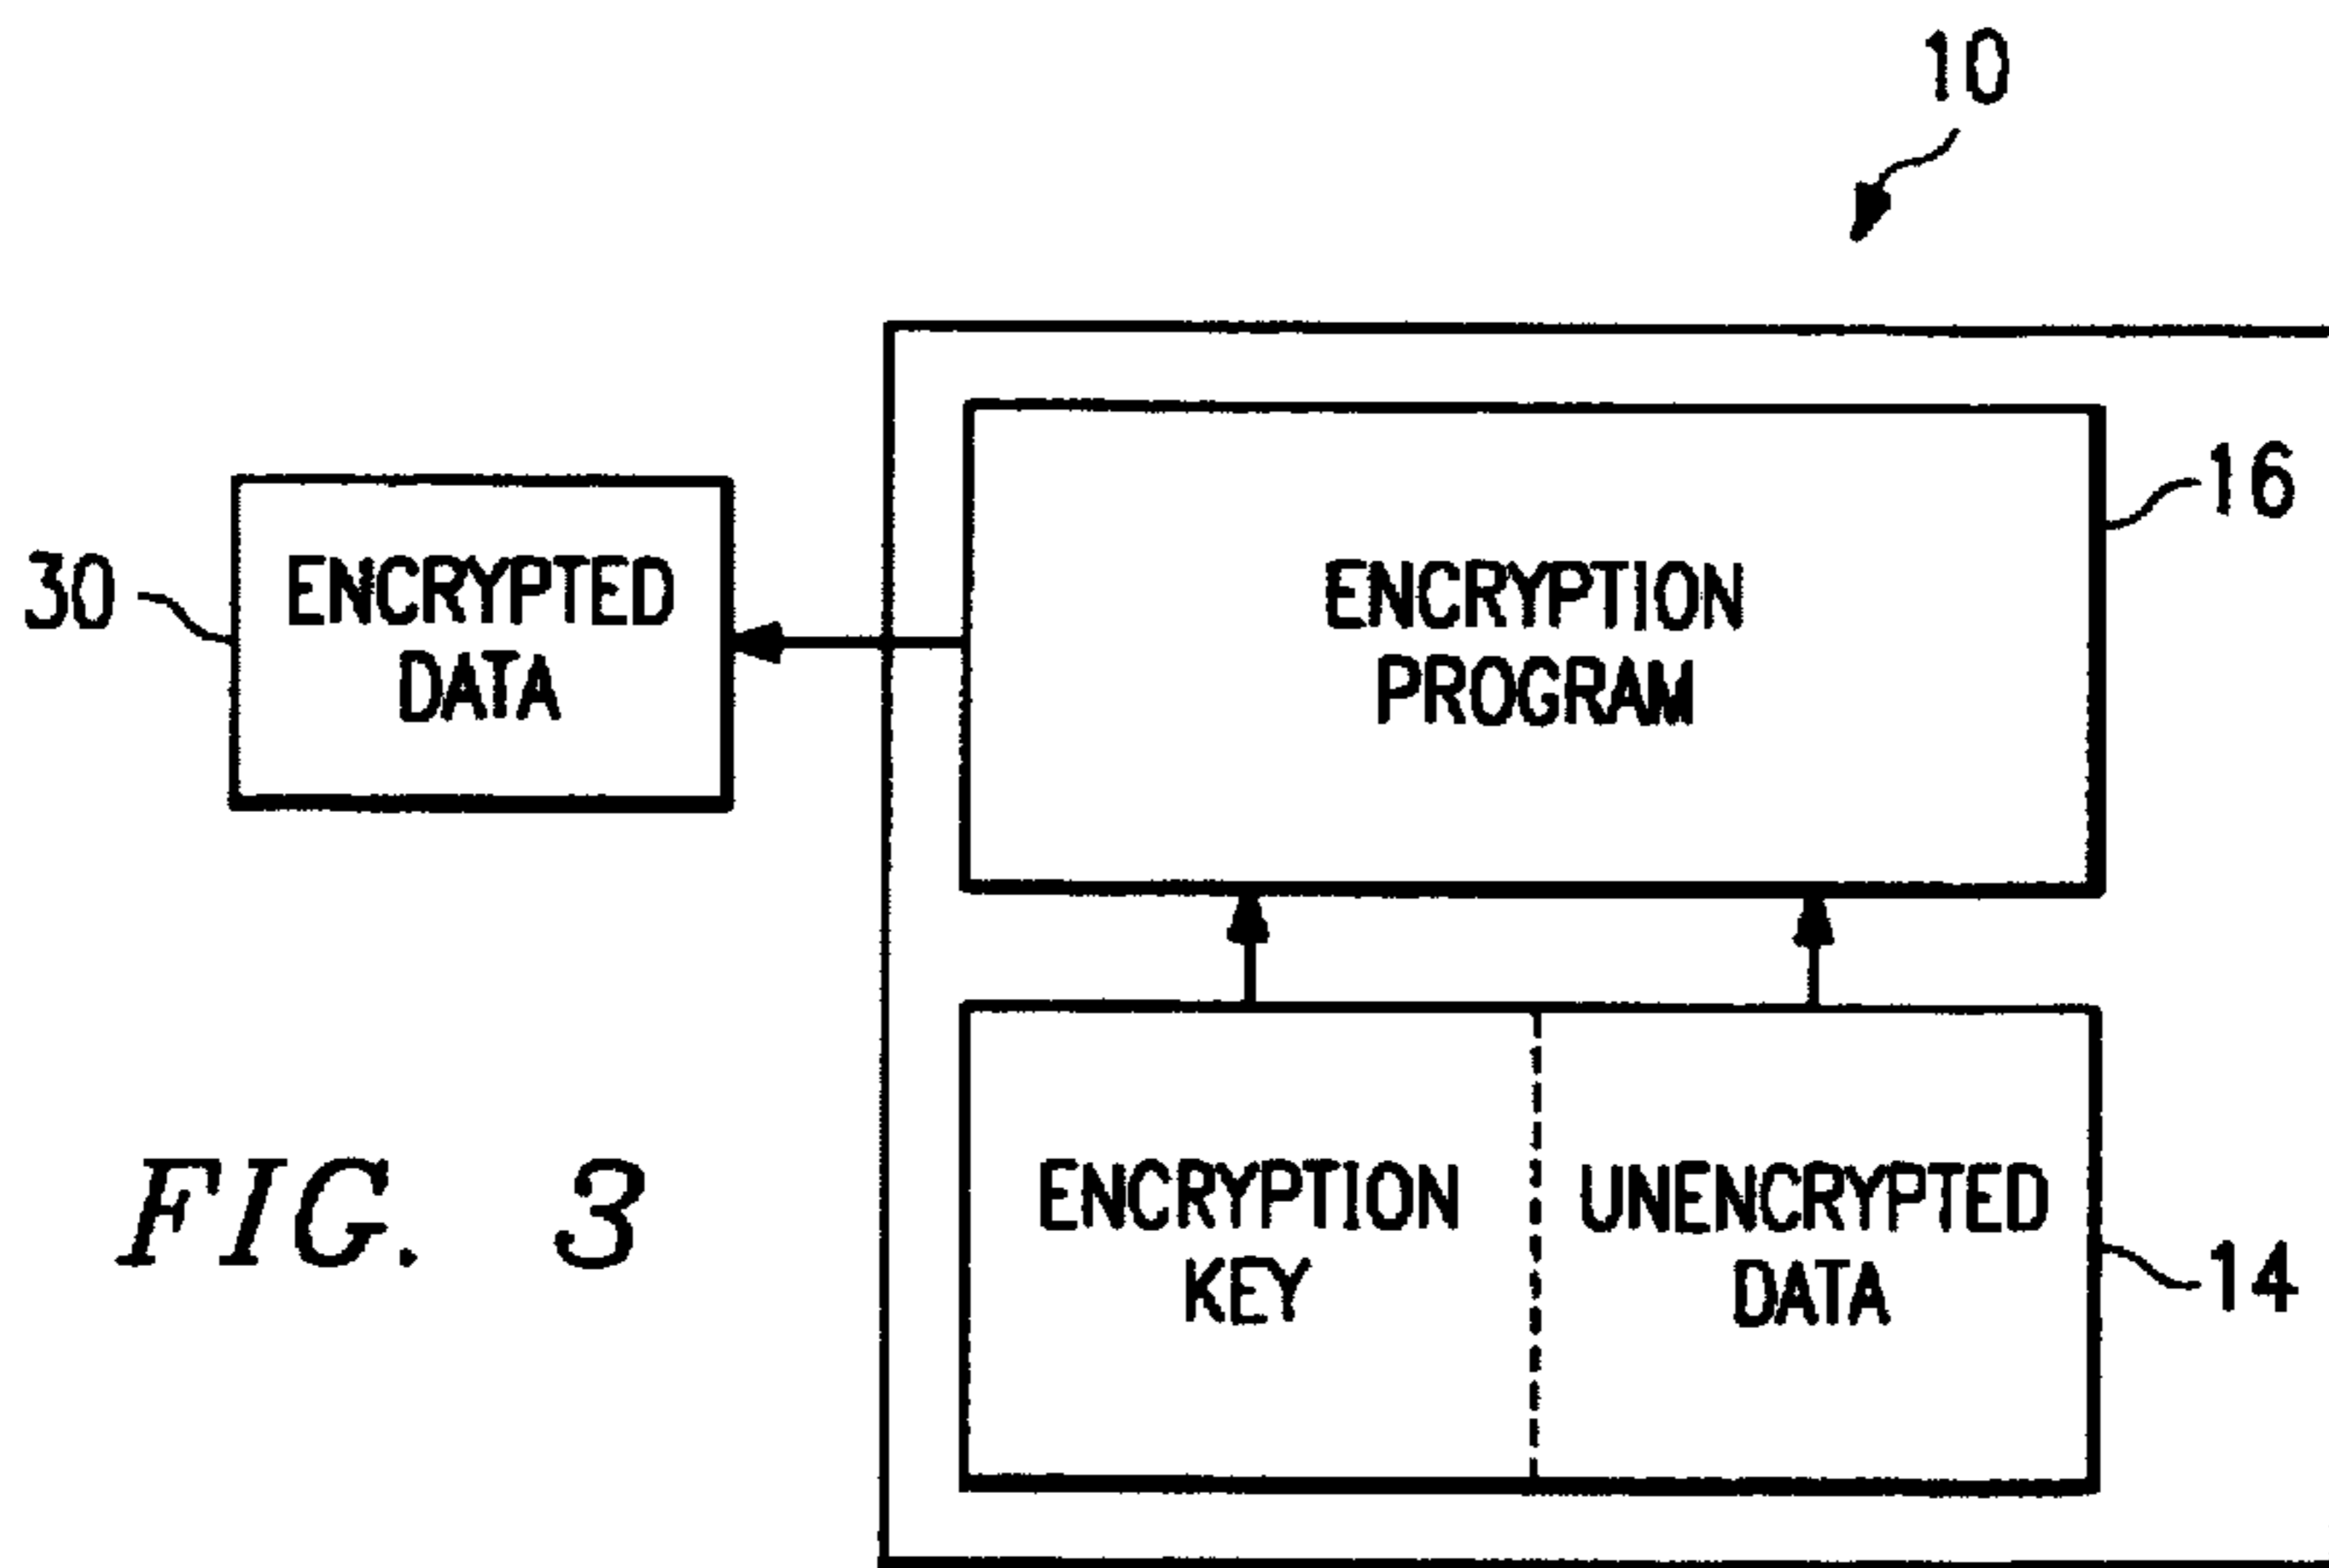 10
16
30
ENCRYPTED
DATA
ENCRYPTION
PROGRAM
ENCRYPTION
KEY
UNENCRYPTED
DATA
14
FIG. 3